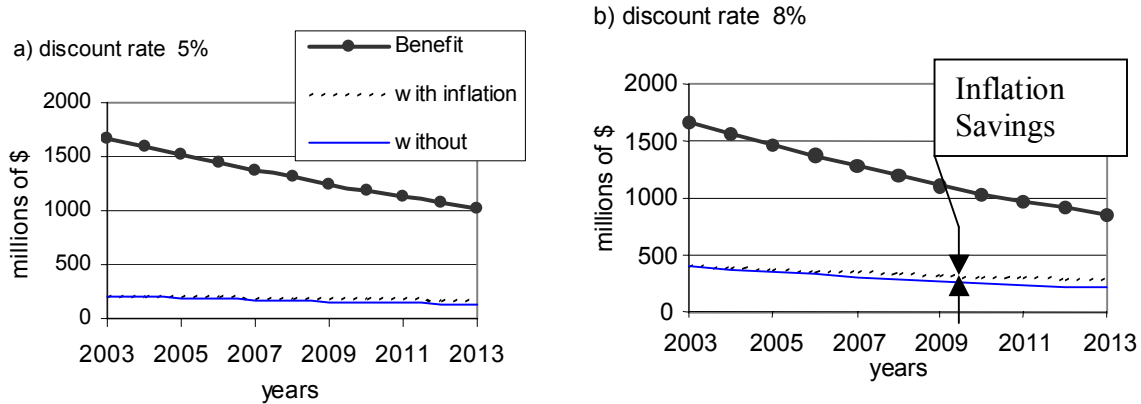 a) discount rate 5%
Benefit
with inflation
without
2000
1500
1000
500
0
millions of $
2003 2005 2007 2009 2011 2013
years
b) discount rate 8%
Inflation
Savings
2000
1500
1000
500
0
millions of $
2003 2005 2007 2009 2011 2013
years